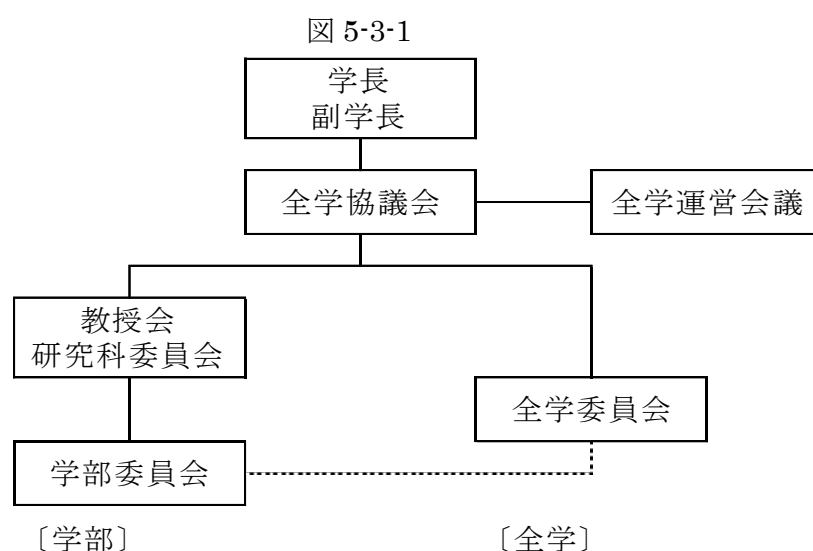 図 5-3-1
学長
副学長
全学協議会
全学運営会議
教授会
研究科委員会
全学委員会
学部委員会
〔学部〕
〔全学〕